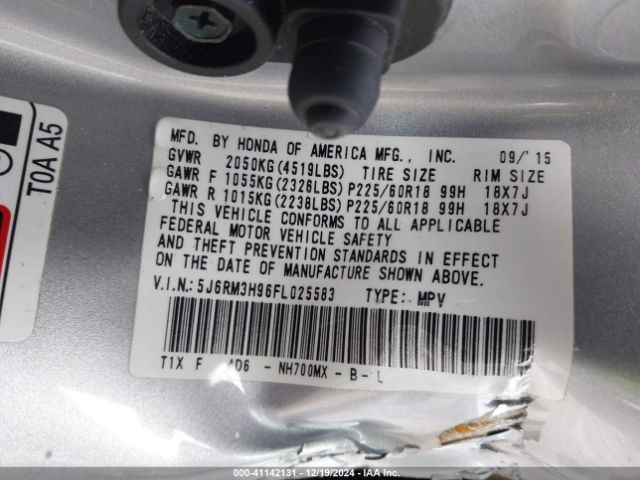 TOA A5
MFD. BY HONDA OF AMERICA MFG., INC. 09/'15
GVWR 2050KG(4519LBS) TIRE SIZE RIM SIZE
GAWR F 1055KG(2326LBS) P225/60R18 99H 18X7J
GAWR R 1015KG(2238LBS) P225/60R18 99H 18X7J
THIS VEHICLE CONFORMS TO ALL APPLICABLE
FEDERAL MOTOR VEHICLE SAFETY
AND THEFT PREVENTION STANDARDS IN EFFECT
ON THE DATE OF MANUFACTURE SHOWN ABOVE.
V.I.N.: 5J6RM3H96FL025583 TYPE: MPV
T1X F 4D6 - NH700MX - B - L
000-41142131 - 12/19/2024 - IAA Inc.